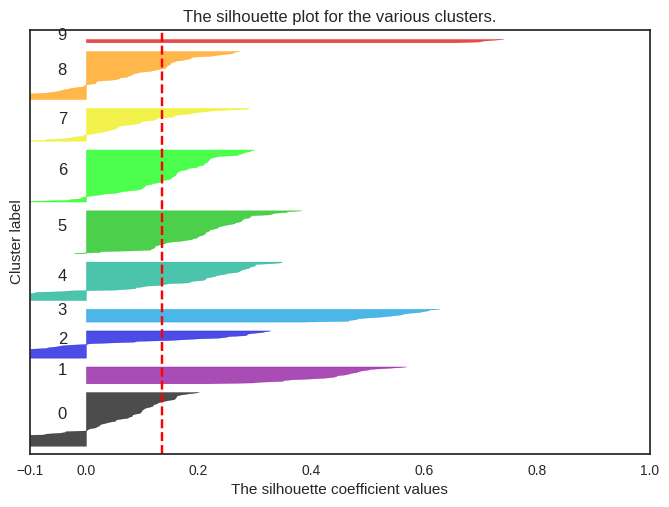 The silhouette plot for the various clusters.
9
8
7
6
5
4
3
2
1
0
Cluster label
−0.1 0.0 0.2 0.4 0.6 0.8 1.0
The silhouette coefficient values